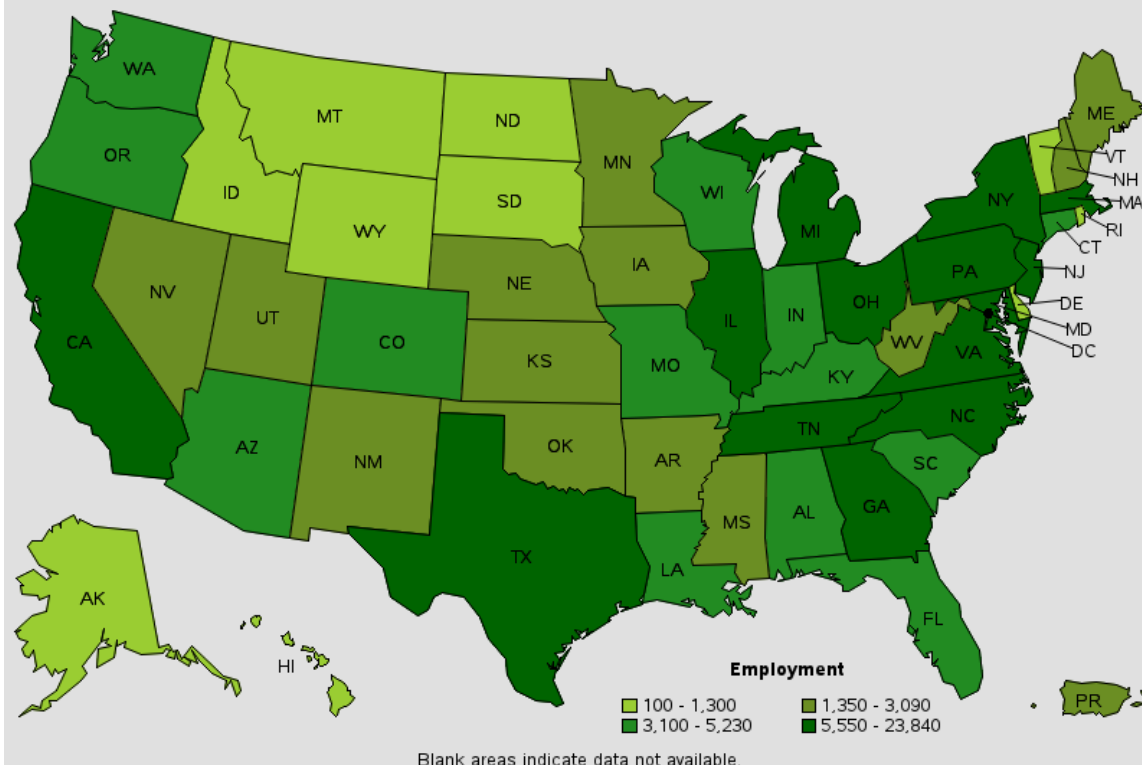 WA
MT
ND
MN
ME
OR
ID
SD
WI
VT
NH
WY
MI
NY
MA
RI
CT
NV
UT
NE
IA
PA
NJ
CA
CO
IL
IN
OH
DE
KS
MO
WV
VA
MD
DC
KY
AZ
NM
OK
AR
TN
NC
SC
MS
AL
GA
TX
LA
AK
FL
HI
PR
Employment
100 - 1,300 1,350 - 3,090
3,100 - 5,230 5,550 - 23,840
Blank areas indicate data not available.